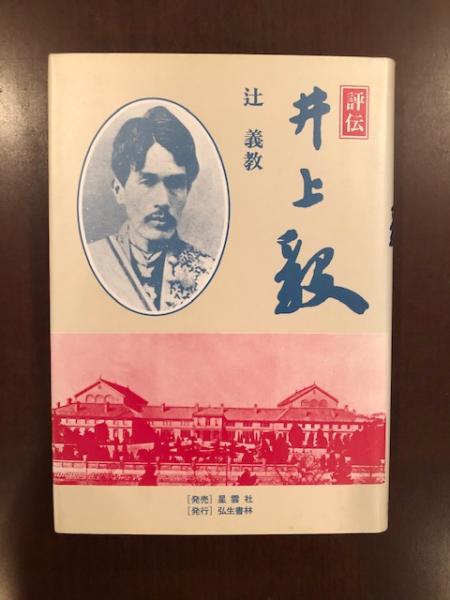 評伝
井上毅
辻 義教
[発売] 星雲社
[発行] 弘生書林